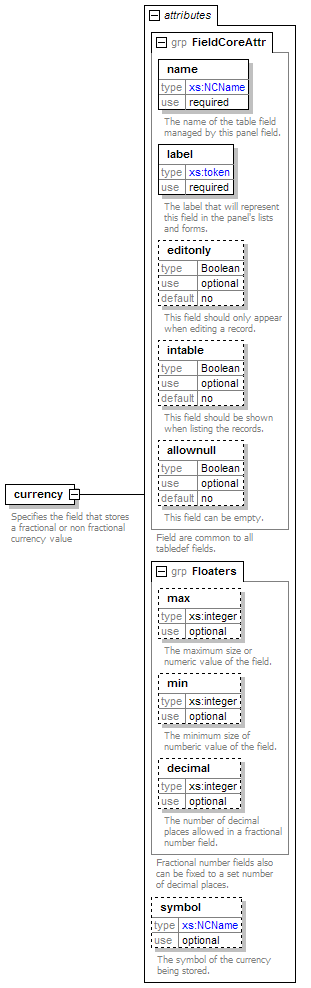 attributes
grp FieldCoreAttr
name
type xs:NCName
use required
The name of the table field
managed by this panel field.
label
type xs:token
use required
The label that will represent
this field in the panel's lists
and forms.
editonly
type Boolean
use optional
default no
This field should only appear
when editing a record.
intable
type Boolean
use optional
default no
This field should be shown
when listing the records.
allownull
type Boolean
use optional
default no
This field can be empty.
currency
Specifies the field that stores
a fractional or non fractional
currency value
Field are common to all
tabledef fields.
grp Floaters
max
type xs:integer
use optional
The maximum size or
numeric value of the field.
min
type xs:integer
use optional
The minimum size of
numberic value of the field.
decimal
type xs:integer
use optional
The number of decimal
places allowed in a fractional
number field.
Fractional number fields also
can be fixed to a set number
of decimal places.
symbol
type xs:NCName
use optional
The symbol of the currency
being stored.